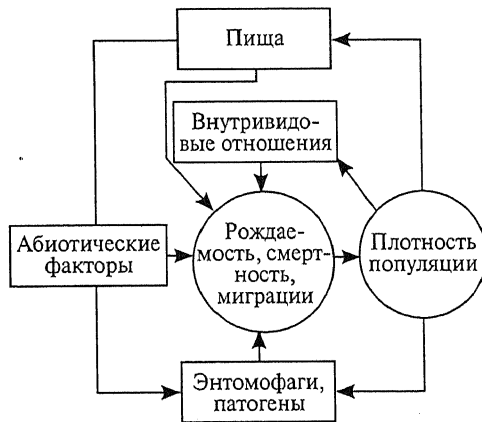 Пища
Внутривидо-
вые отношения
Абиотические
факторы
Рождае-
мость, смерт-
ность,
миграции
Плотность
популяции
Энтомофаги,
патогены